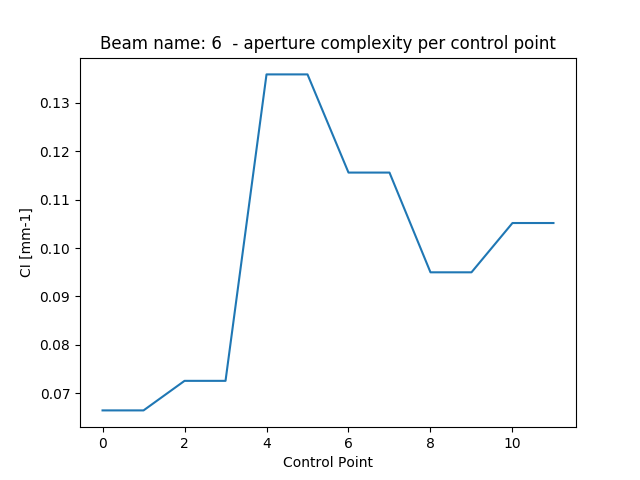 Beam name: 6  - aperture complexity per control point
CI [mm-1]
0.13
0.12
0.11
0.10
0.09
0.08
0.07
0 2 4 6 8 10
Control Point